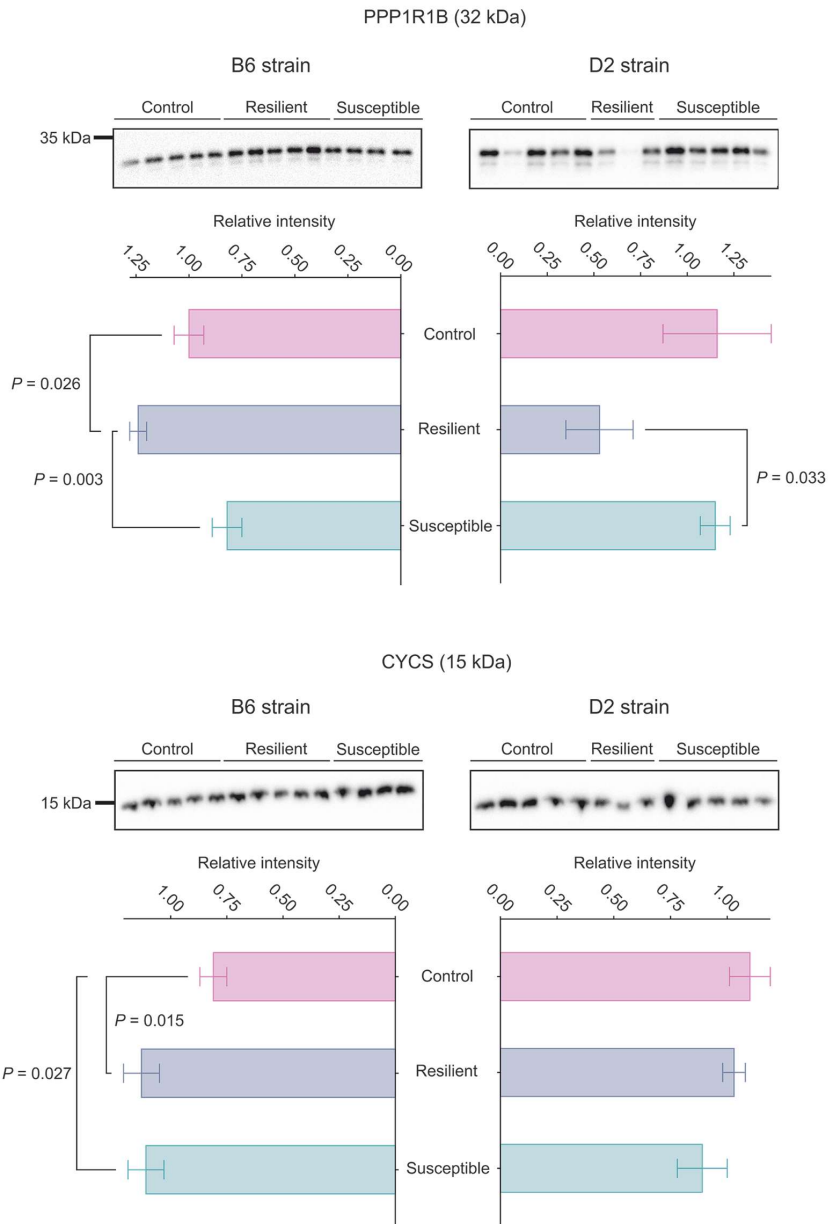 PPP1R1B (32 kDa)
B6 strain
D2 strain
Control Resilient Susceptible
Control Resilient Susceptible
35 kDa
Relative intensity
Relative intensity
1.25 1.00 0.75 0.50 0.25 0.00
0.00 0.25 0.50 0.75 1.00 1.25
Control
P = 0.026
Resilient
P = 0.003
P = 0.033
Susceptible
CYCS (15 kDa)
B6 strain
D2 strain
Control Resilient Susceptible
Control Resilient Susceptible
15 kDa
Relative intensity
Relative intensity
1.00 0.75 0.50 0.25 0.00
0.00 0.25 0.50 0.75 1.00
Control
P = 0.015
P = 0.027
Resilient
Susceptible